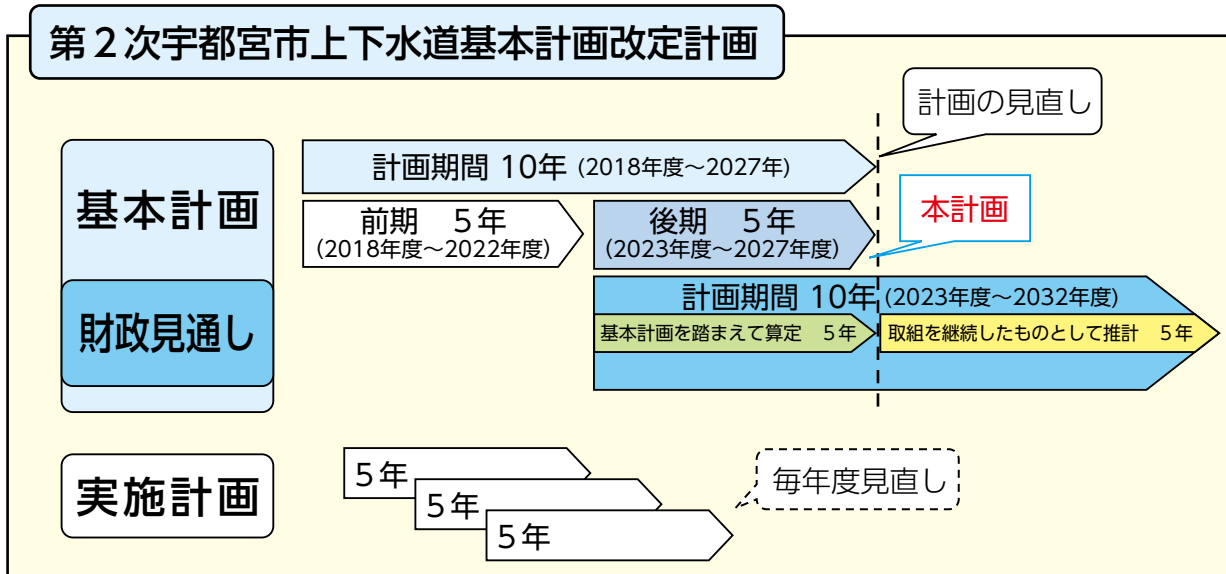 第２次宇都宮市上下水道基本計画改定計画
計画の見直し
基本計画
計画期間 10年 (2018年度～2027年)
前期　５年
(2018年度～2022年度)
後期　５年
(2023年度～2027年度)
本計画
財政見通し
計画期間 10年 (2023年度～2032年度)
基本計画を踏まえて算定　５年
取組を継続したものとして推計　５年
実施計画
５年
５年
５年
毎年度見直し